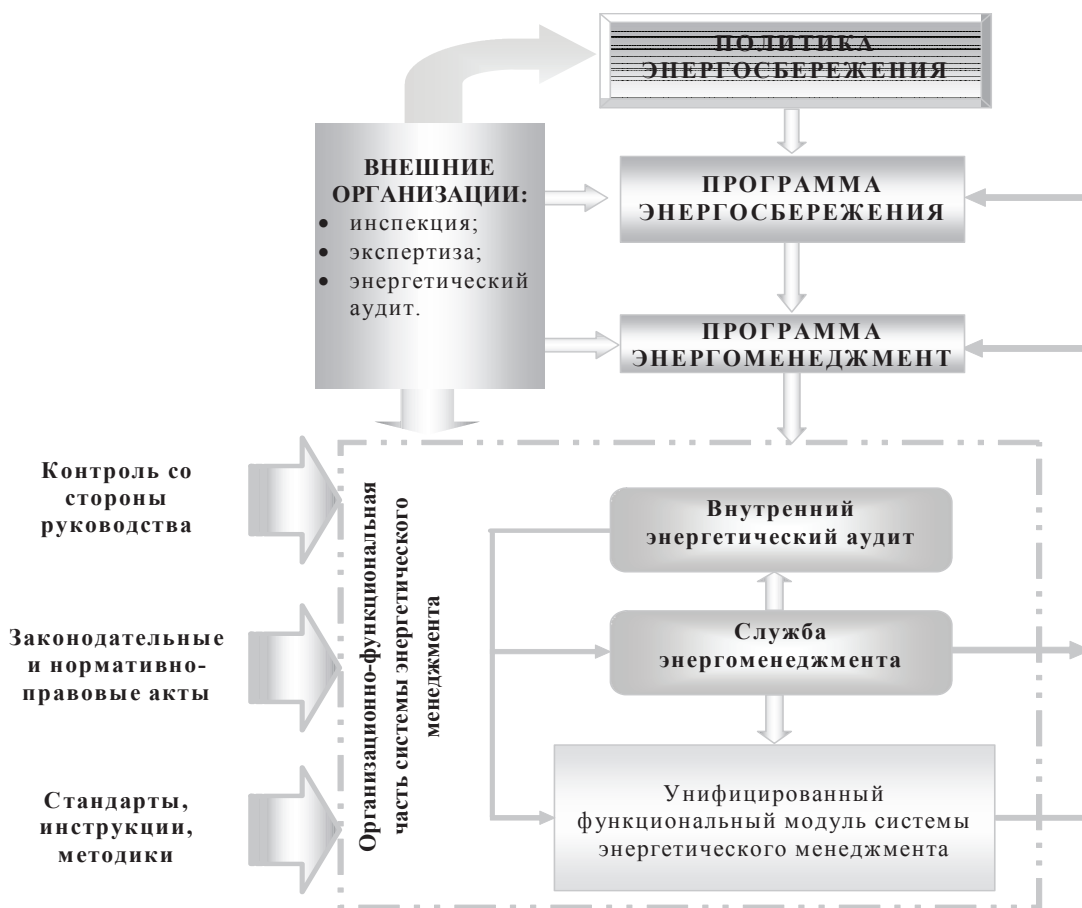 ПОЛИТИКА
ЭНЕРГОСБЕРЕЖЕНИЯ
ВНЕШНИЕ
ОРГАНИЗАЦИИ:
• инспекция;
• экспертиза;
• энергетический
аудит.
ПРОГРАММА
ЭНЕРГОСБЕРЕЖЕНИЯ
ПРОГРАММА
ЭНЕРГОМЕНЕДЖМЕНТ
Контроль со
стороны
руководства
Законодательные
и нормативно-
правовые акты
Стандарты,
инструкции,
методики
Организационно-функциональная
часть системы энергетического
менеджмента
Внутренний
энергетический аудит
Служба
энергоменеджмента
Унифицированный
функциональный модуль системы
энергетического менеджмента